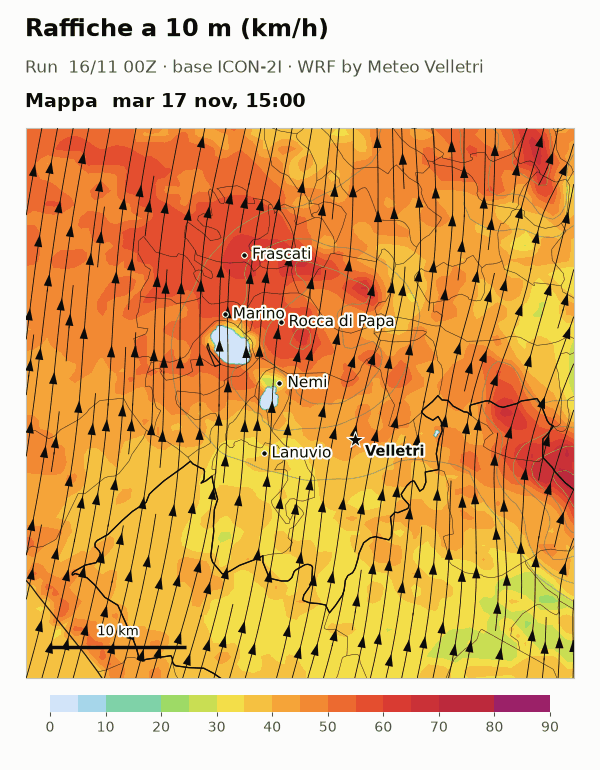 Raffiche a 10 m (km/h)
Run  16/11 00Z · base ICON-2I · WRF by Meteo Velletri
Mappa  mar 17 nov, 15:00
Frascati
Marino
Rocca di Papa
Nemi
Velletri
Lanuvio
10 km
0 10 20 30 40 50 60 70 80 90